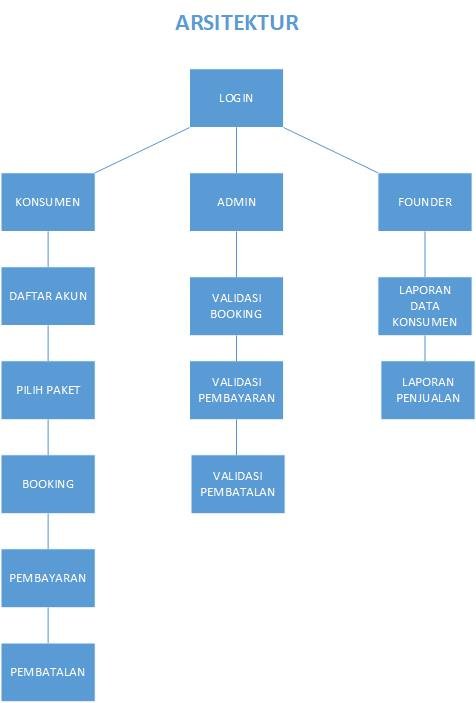 ARSITEKTUR
LOGIN
KONSUMEN
ADMIN
FOUNDER
DAFTAR AKUN
VALIDASI
BOOKING
LAPORAN
DATA
KONSUMEN
PILIH PAKET
VALIDASI
PEMBAYARAN
LAPORAN
PENJUALAN
BOOKING
VALIDASI
PEMBATALAN
PEMBAYARAN
PEMBATALAN